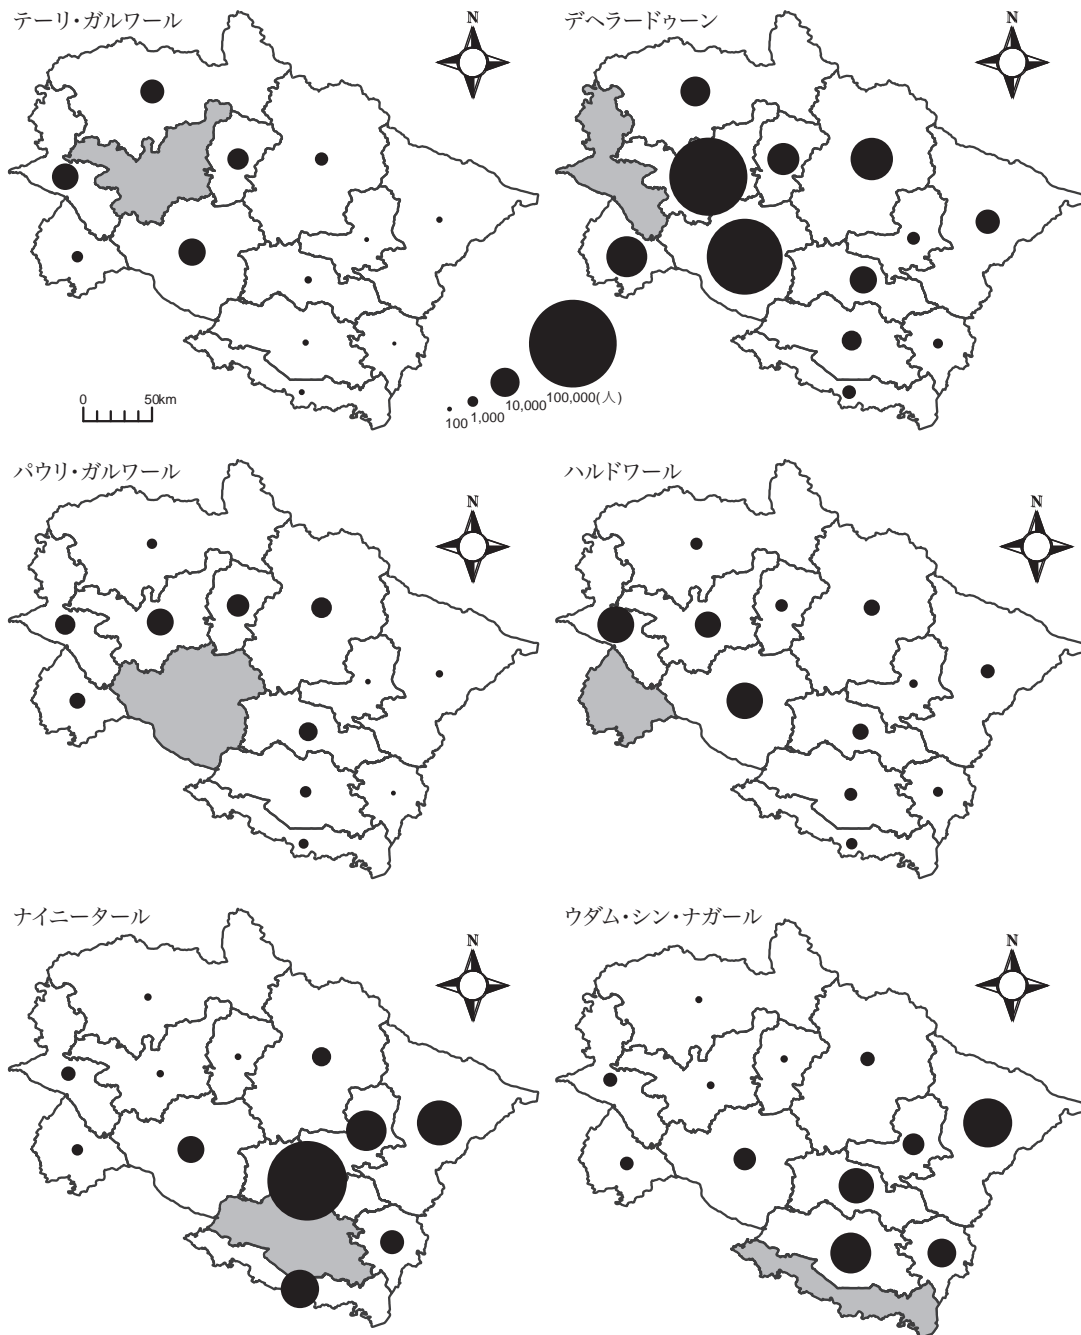 テーリ・ガルワール
N
デヘラードゥーン
N
0 50km
100 1,000 10,000 100,000(人)
パウリ・ガルワール
N
ハルドワール
N
ナイニータール
N
ウダム・シン・ナガール
N